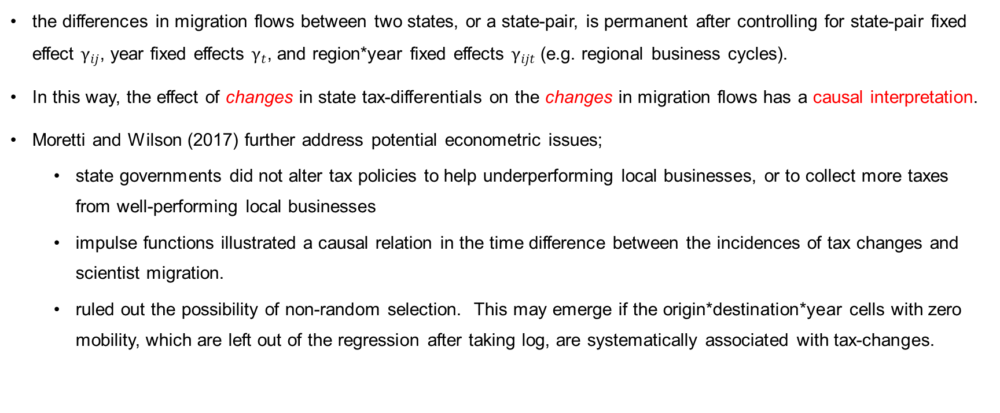 • the differences in migration flows between two states, or a state-pair, is permanent after controlling for state-pair fixed
effect γ_{ij}, year fixed effects γ_t, and region*year fixed effects γ_{ijt} (e.g. regional business cycles).
• In this way, the effect of changes in state tax-differentials on the changes in migration flows has a causal interpretation.
• Moretti and Wilson (2017) further address potential econometric issues;
• state governments did not alter tax policies to help underperforming local businesses, or to collect more taxes
from well-performing local businesses
• impulse functions illustrated a causal relation in the time difference between the incidences of tax changes and
scientist migration.
• ruled out the possibility of non-random selection.  This may emerge if the origin*destination*year cells with zero
mobility, which are left out of the regression after taking log, are systematically associated with tax-changes.